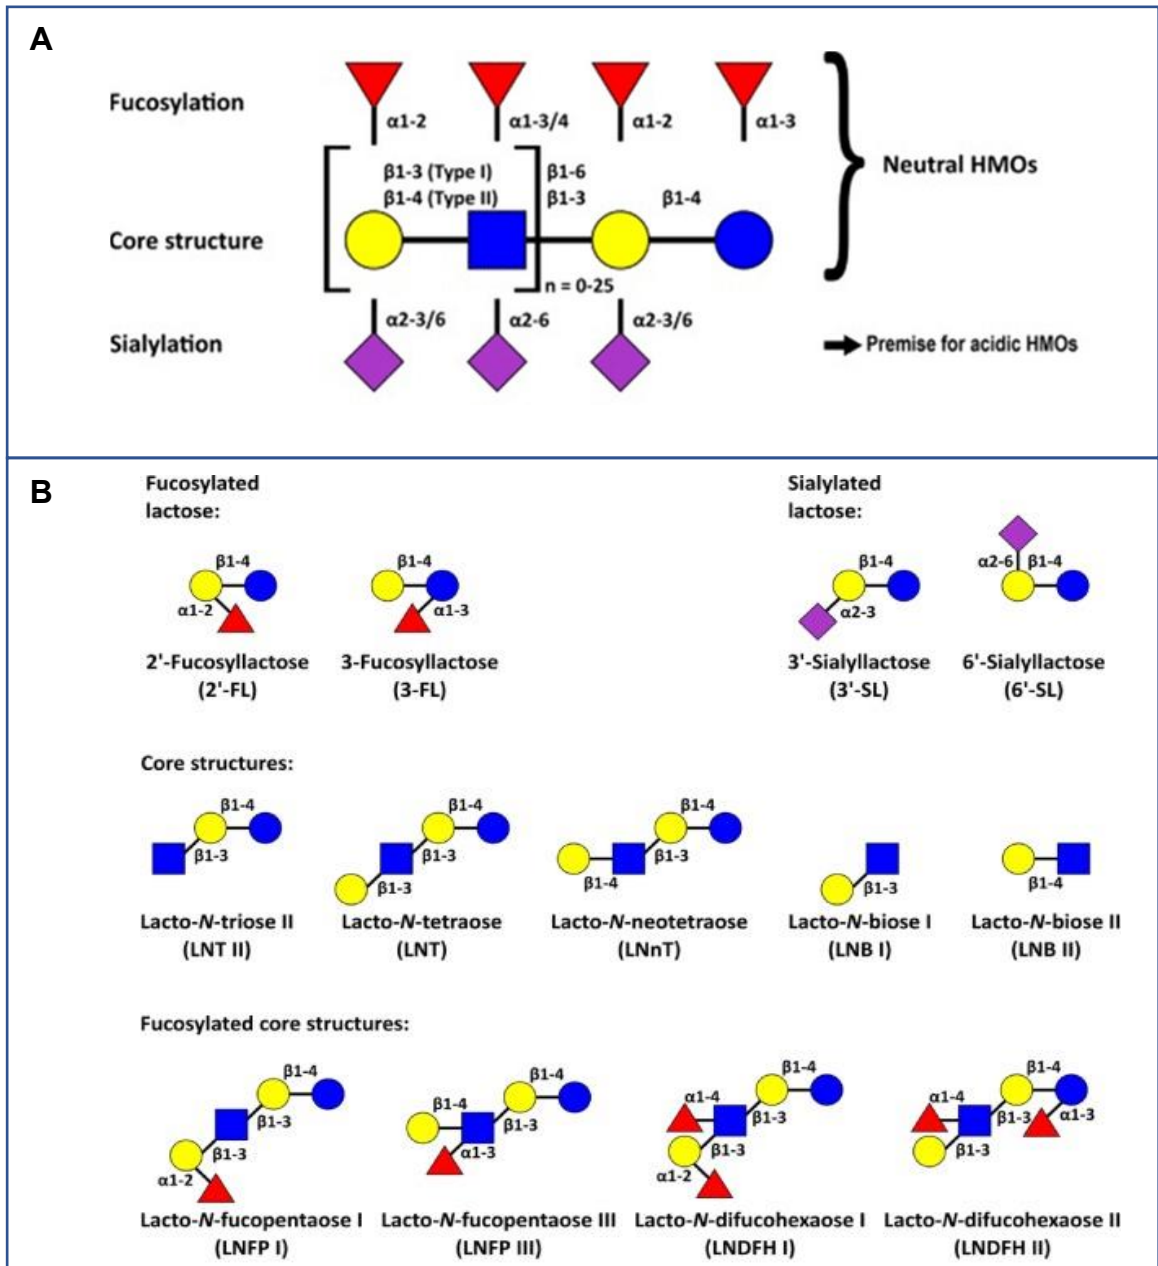 A
Fucosylation
α1-2
α1-3/4
α1-2
α1-3
Neutral HMOs
β1-3 (Type I)
β1-4 (Type II)
β1-6
β1-3
β1-4
Core structure
n = 0-25
Sialylation
α2-3/6
α2-6
α2-3/6
Premise for acidic HMOs
B
Fucosylated
lactose:
Sialylated
lactose:
β1-4
α1-2
β1-4
α1-3
β1-4
α2-3
α2-6
β1-4
2'-Fucosyllactose
(2'-FL)
3-Fucosyllactose
(3-FL)
3'-Sialyllactose
(3'-SL)
6'-Sialyllactose
(6'-SL)
Core structures:
β1-4
β1-3
β1-4
β1-3
β1-3
β1-4
β1-3
β1-4
β1-3
β1-4
Lacto-N-triose II
(LNT II)
Lacto-N-tetraose
(LNT)
Lacto-N-neotetraose
(LNnT)
Lacto-N-biose I
(LNB I)
Lacto-N-biose II
(LNB II)
Fucosylated core structures:
β1-4
β1-3
β1-3
α1-2
β1-4
β1-4
β1-3
α1-3
β1-4
α1-4
β1-3
β1-3
α1-2
β1-4
α1-4
β1-3
α1-3
β1-3
Lacto-N-fucopentaose I
(LNFP I)
Lacto-N-fucopentaose III
(LNFP III)
Lacto-N-difucohexaose I
(LNDFH I)
Lacto-N-difucohexaose II
(LNDFH II)